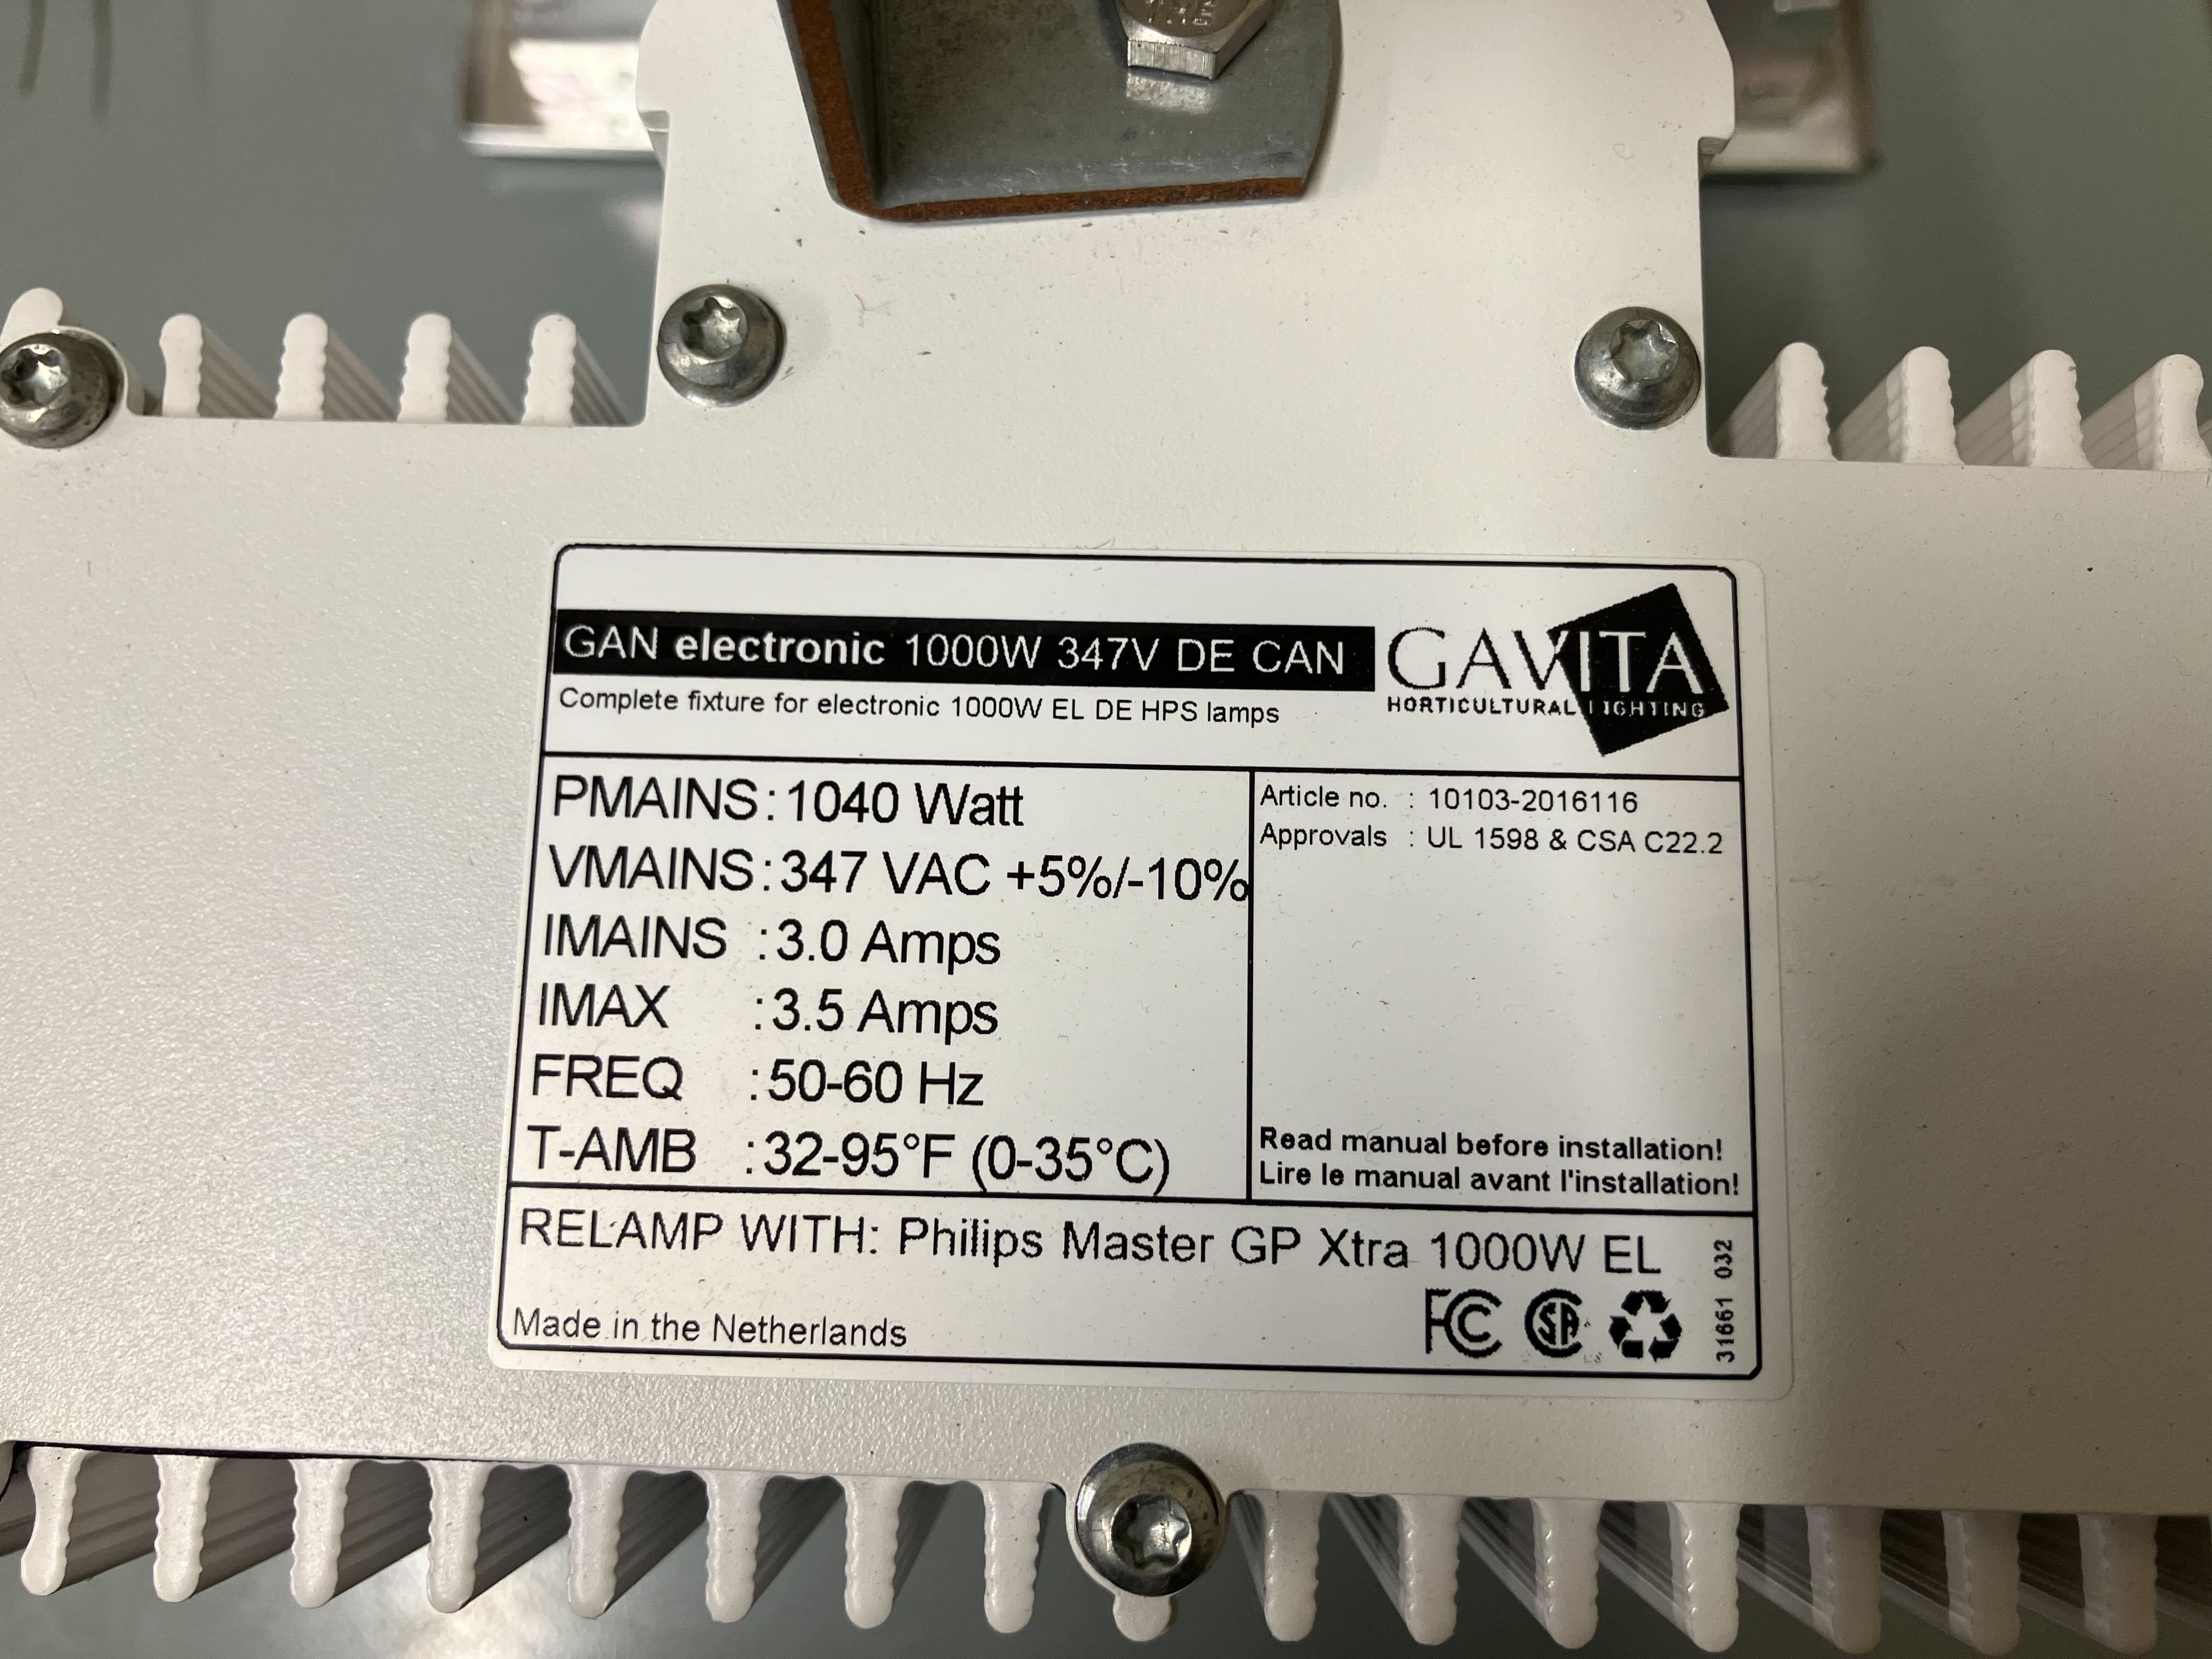 GAN electronic 1000W 347V DE CAN
GAVITA
HORTICULTURAL LIGHTING
Complete fixture for electronic 1000W EL DE HPS lamps
PMAINS: 1040 Watt
VMAINS: 347 VAC +5%/-10%
IMAINS : 3.0 Amps
IMAX : 3.5 Amps
FREQ : 50-60 Hz
T-AMB : 32-95°F (0-35°C)
Article no. : 10103-2016116
Approvals : UL 1598 & CSA C22.2
Read manual before installation!
Lire le manual avant l'installation!
RELAMP WITH: Philips Master GP Xtra 1000W EL
Made in the Netherlands
FC
SA
31661 032